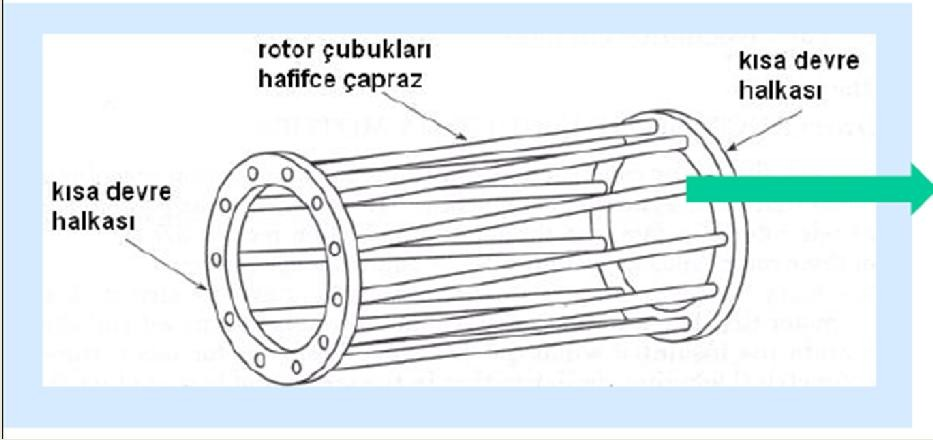 rotor çubukları
hafifce çapraz
kısa devre
halkası
kısa devre
halkası